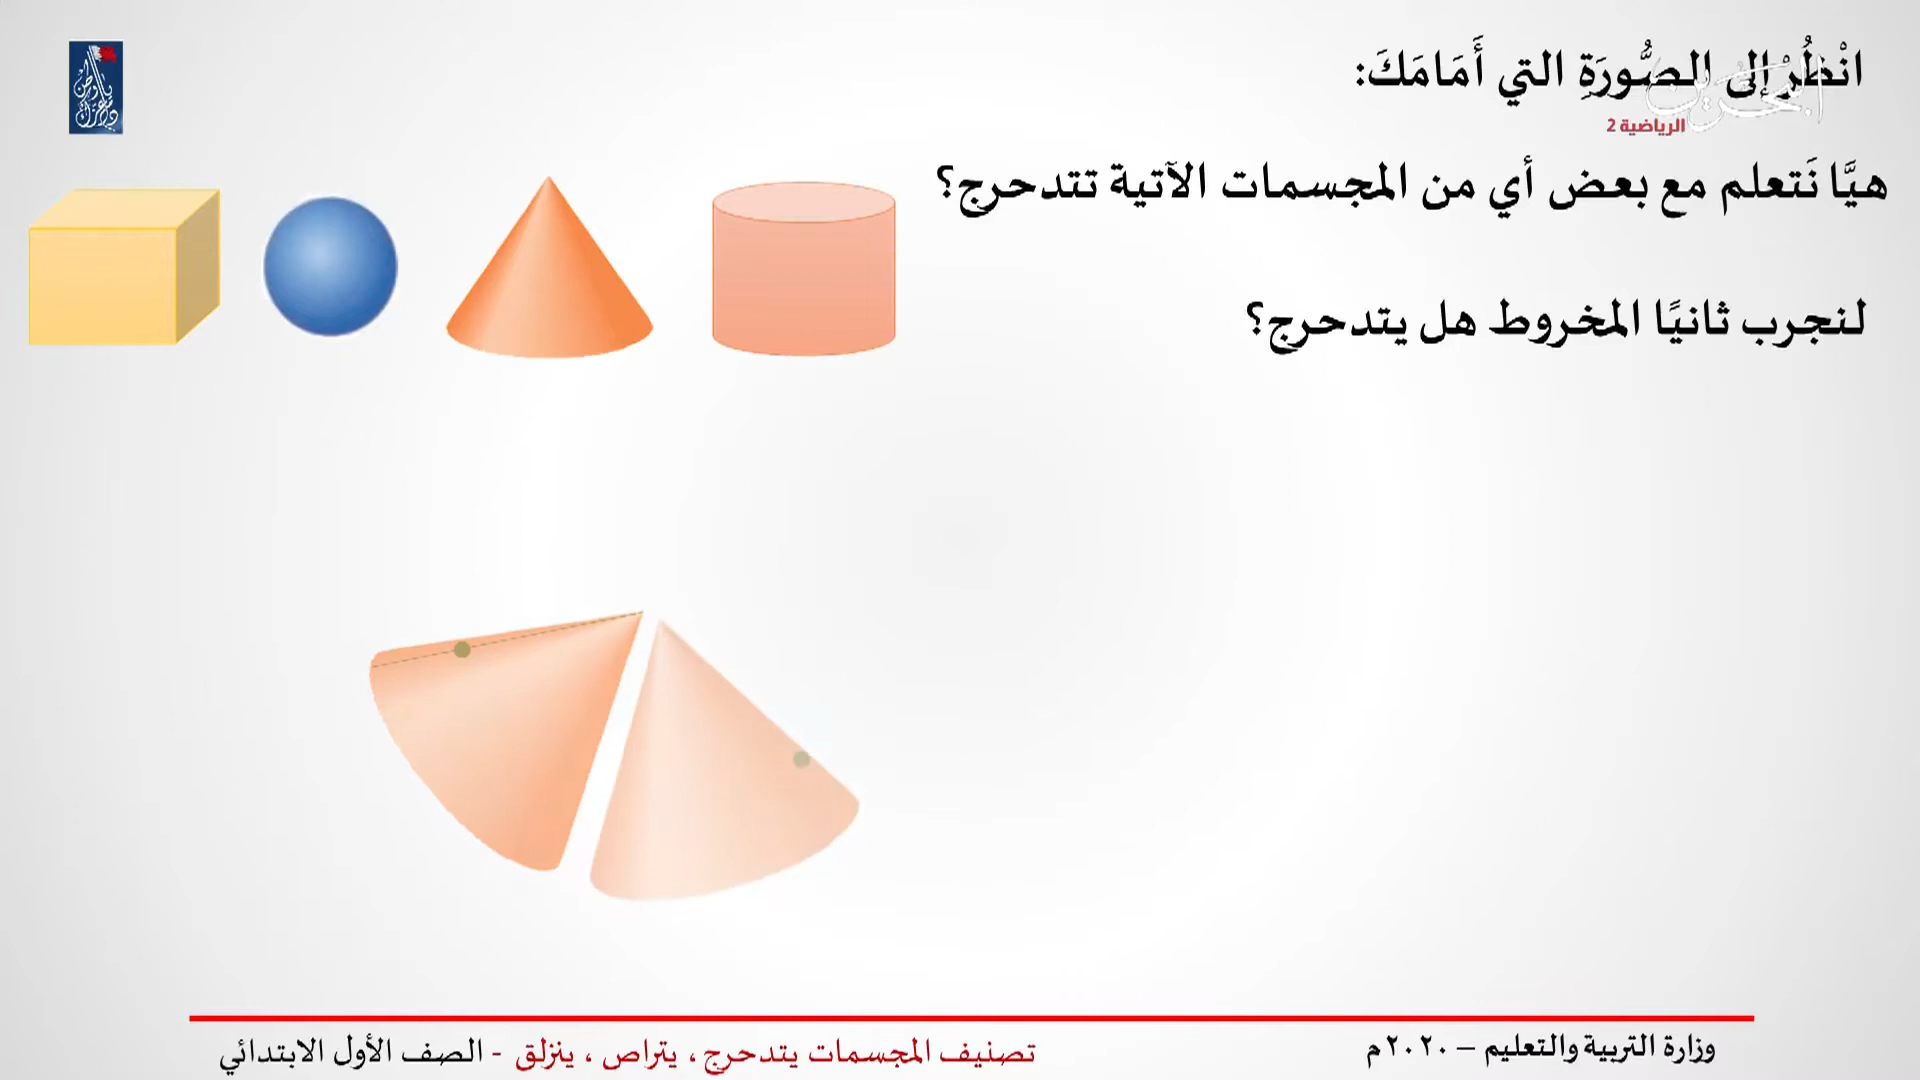 انْظُرْ إلى الصُّورَةِ التي أَمَامَكَ:
الرياضية 2
هيَّا نَتعلم مع بعض أي من المجسمات الآتية تتدحرج؟
لنجرب ثانيًا المخروط هل يتدحرج؟
وزارة التربية والتعليم – ٢٠٢٠م
تصنيف المجسمات يتدحرج ، يتراص ، ينزلق - الصف الأول الابتدائي